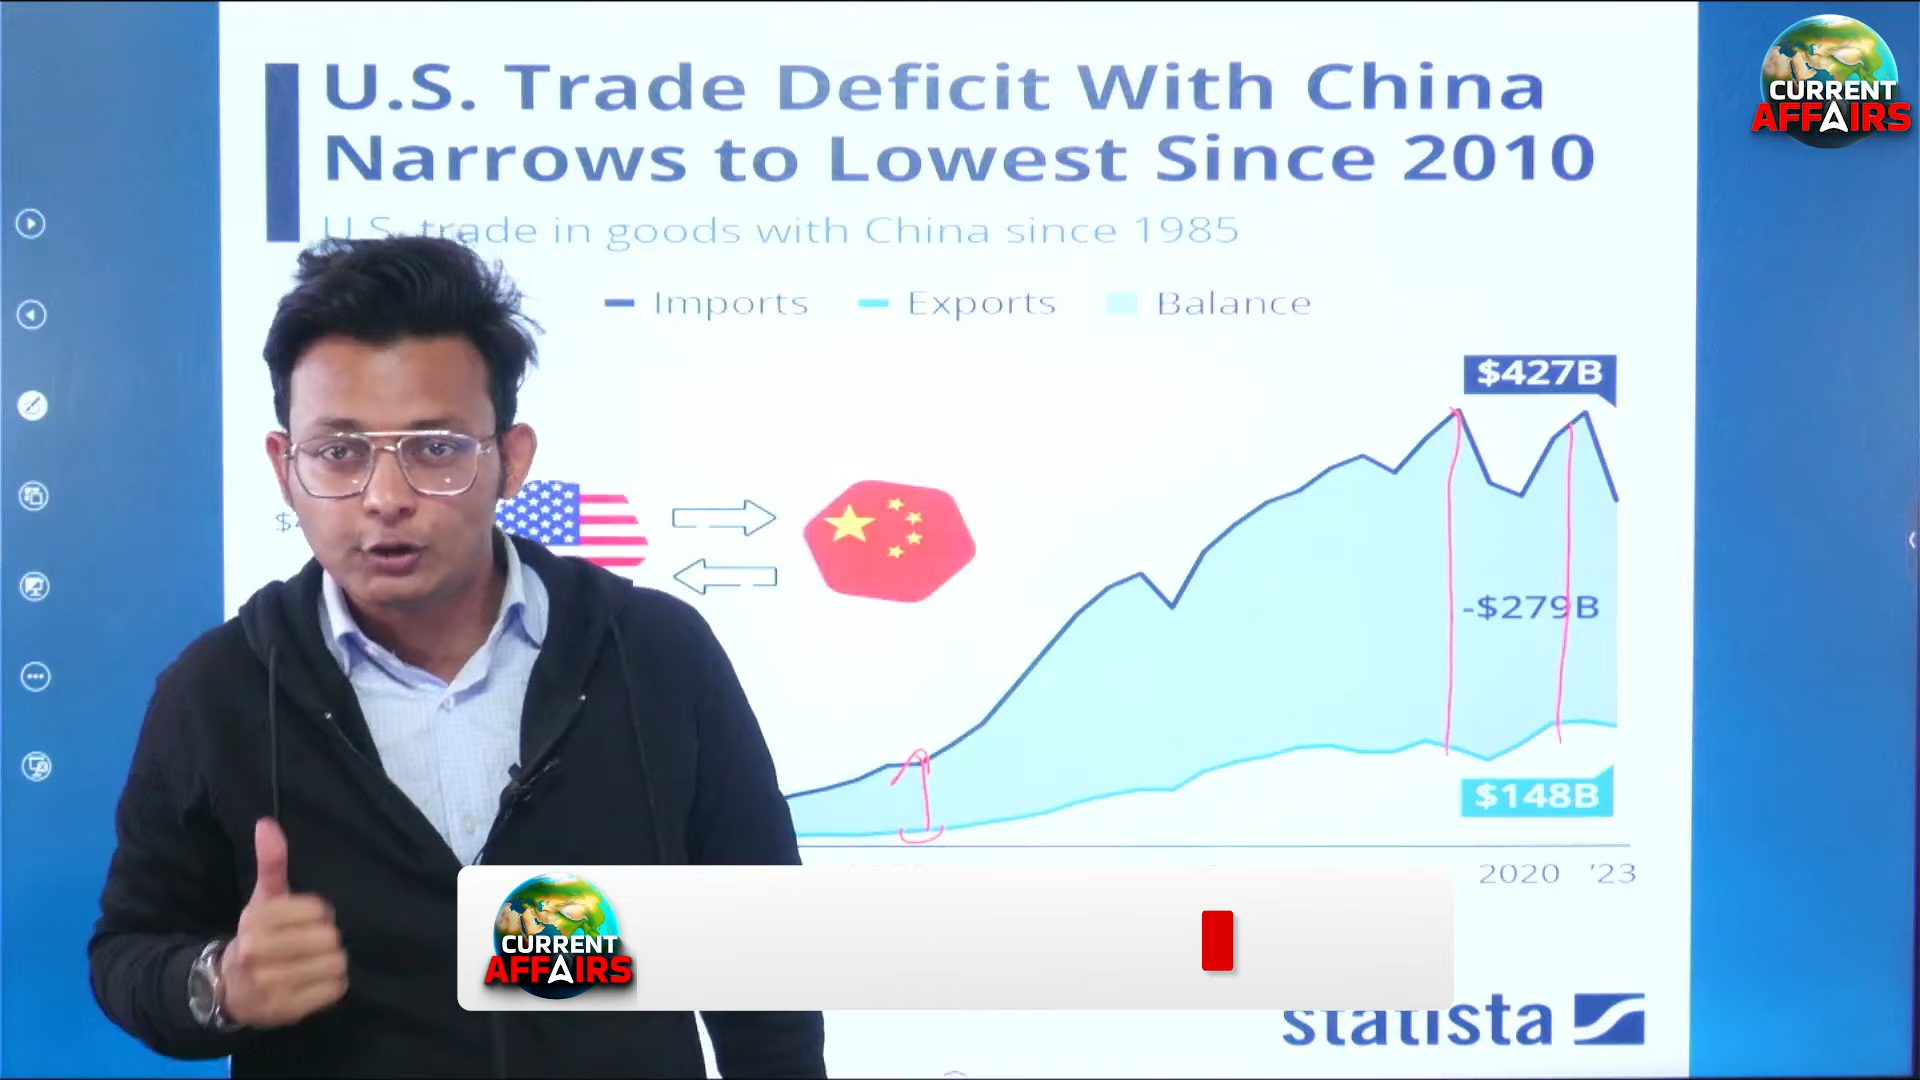 U.S. Trade Deficit With China
Narrows to Lowest Since 2010
U.S. trade in goods with China since 1985
Imports
Exports
Balance
$427B
-$279B
$148B
2020
'23
statista
CURRENT
AFFAIRS
CURRENT
AFFAIRS